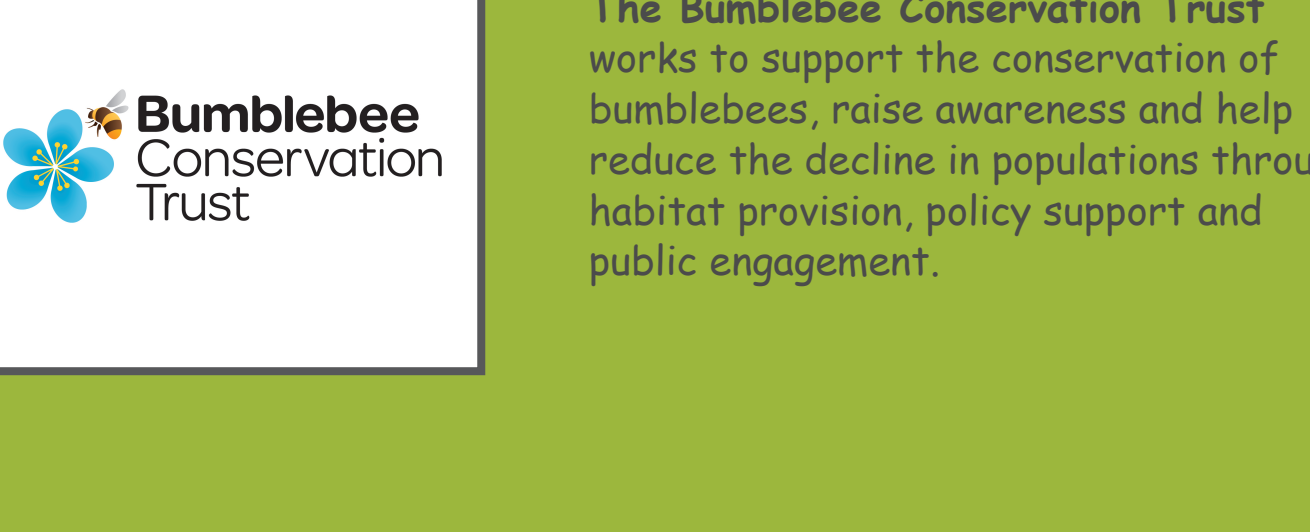 Bumblebee
Conservation
Trust
The Bumblebee Conservation Trust
works to support the conservation of
bumblebees, raise awareness and help
reduce the decline in populations throu
habitat provision, policy support and
public engagement.